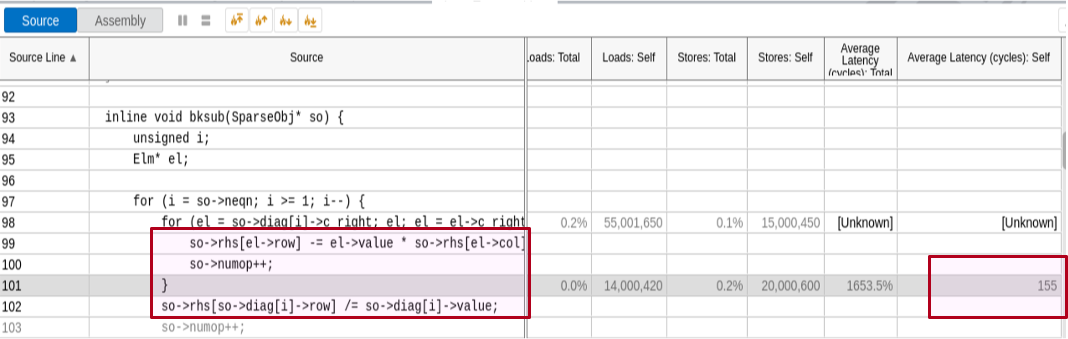 Source Assembly
Source Line ▲ Source Loads: Total Loads: Self Stores: Total Stores: Self Average Latency (cycles): Total Average Latency (cycles): Self
92
93 inline void bksub(SparseObj* so) {
94 unsigned i;
95 Elm* el;
96
97 for (i = so->neqn; i >= 1; i--) {
98 for (el = so->diag[i]->c_right; el; el = el->c_right 0.2% 55,001,650 0.1% 15,000,450 [Unknown] [Unknown]
99 so->rhs[el->row] -= el->value * so->rhs[el->col]
100 so->numop++;
101 } 0.0% 14,000,420 0.2% 20,000,600 1653.5% 155
102 so->rhs[so->diag[i]->row] /= so->diag[i]->value;
103 so->numop++;